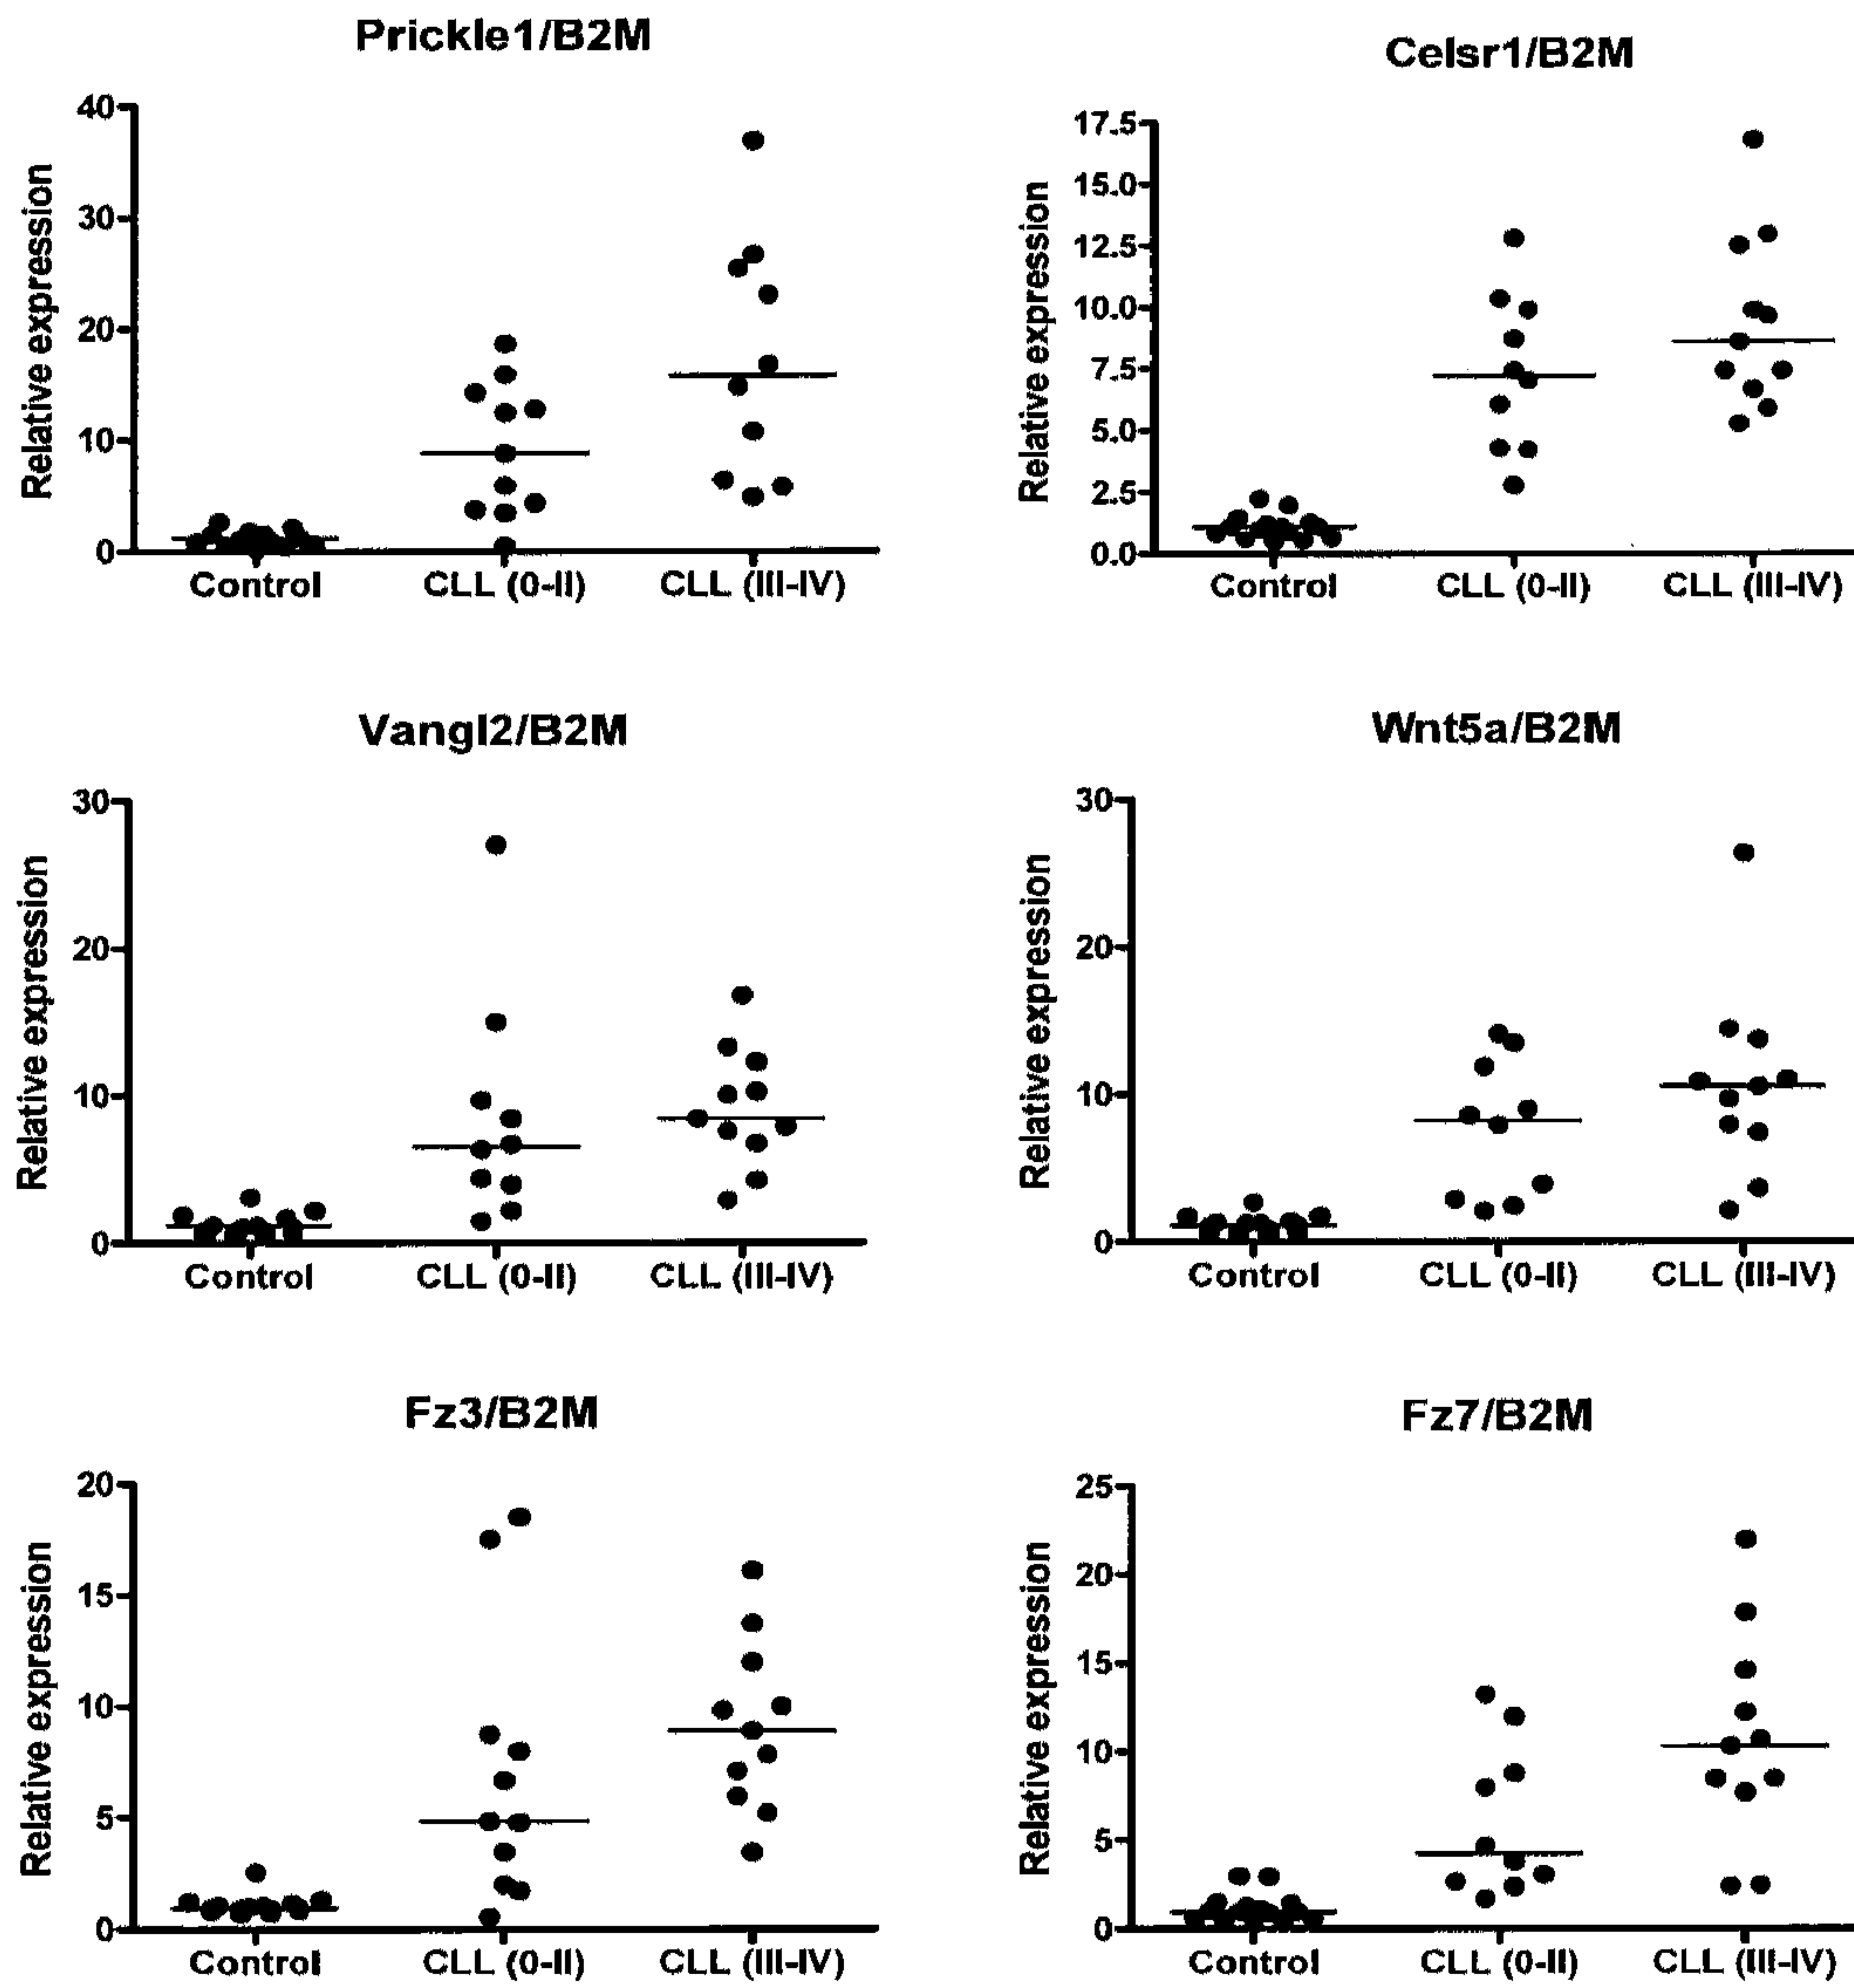 Prickle1/B2M
Relative expression
40
30
20
10
0
Control
CLL (0-II)
CLL (III-IV)
Celsr1/B2M
Relative expression
17.5
15.0
12.5
10.0
7.5
5.0
2.5
0.0
Control
CLL (0-II)
CLL (III-IV)
Vangl2/B2M
Relative expression
30
20
10
0
Control
CLL (0-II)
CLL (III-IV)
Wnt5a/B2M
Relative expression
30
20
10
0
Control
CLL (0-II)
CLL (III-IV)
Fz3/B2M
Relative expression
20
15
10
5
0
Control
CLL (0-II)
CLL (III-IV)
Fz7/B2M
Relative expression
25
20
15
10
5
0
Control
CLL (0-II)
CLL (III-IV)